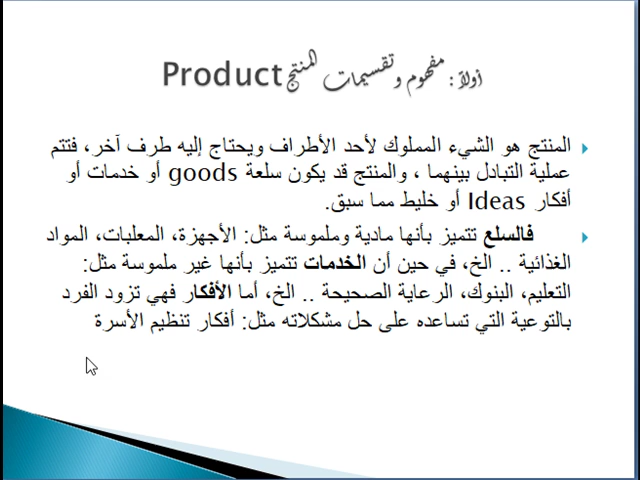 أولاً: مفهوم وتقسيمات المنتج Product
المنتج هو الشيء المملوك لأحد الأطراف ويحتاج إليه طرف آخر، فتتم
عملية التبادل بينهما ، والمنتج قد يكون سلعة goods أو خدمات أو
أفكار Ideas أو خليط مما سبق.
فالسلع تتميز بأنها مادية وملموسة مثل: الأجهزة، المعلبات، المواد
الغذائية .. الخ، في حين أن الخدمات تتميز بأنها غير ملموسة مثل:
التعليم، البنوك، الرعاية الصحيحة .. الخ، أما الأفكار فهي تزود الفرد
بالتوعية التي تساعده على حل مشكلاته مثل: أفكار تنظيم الأسرة